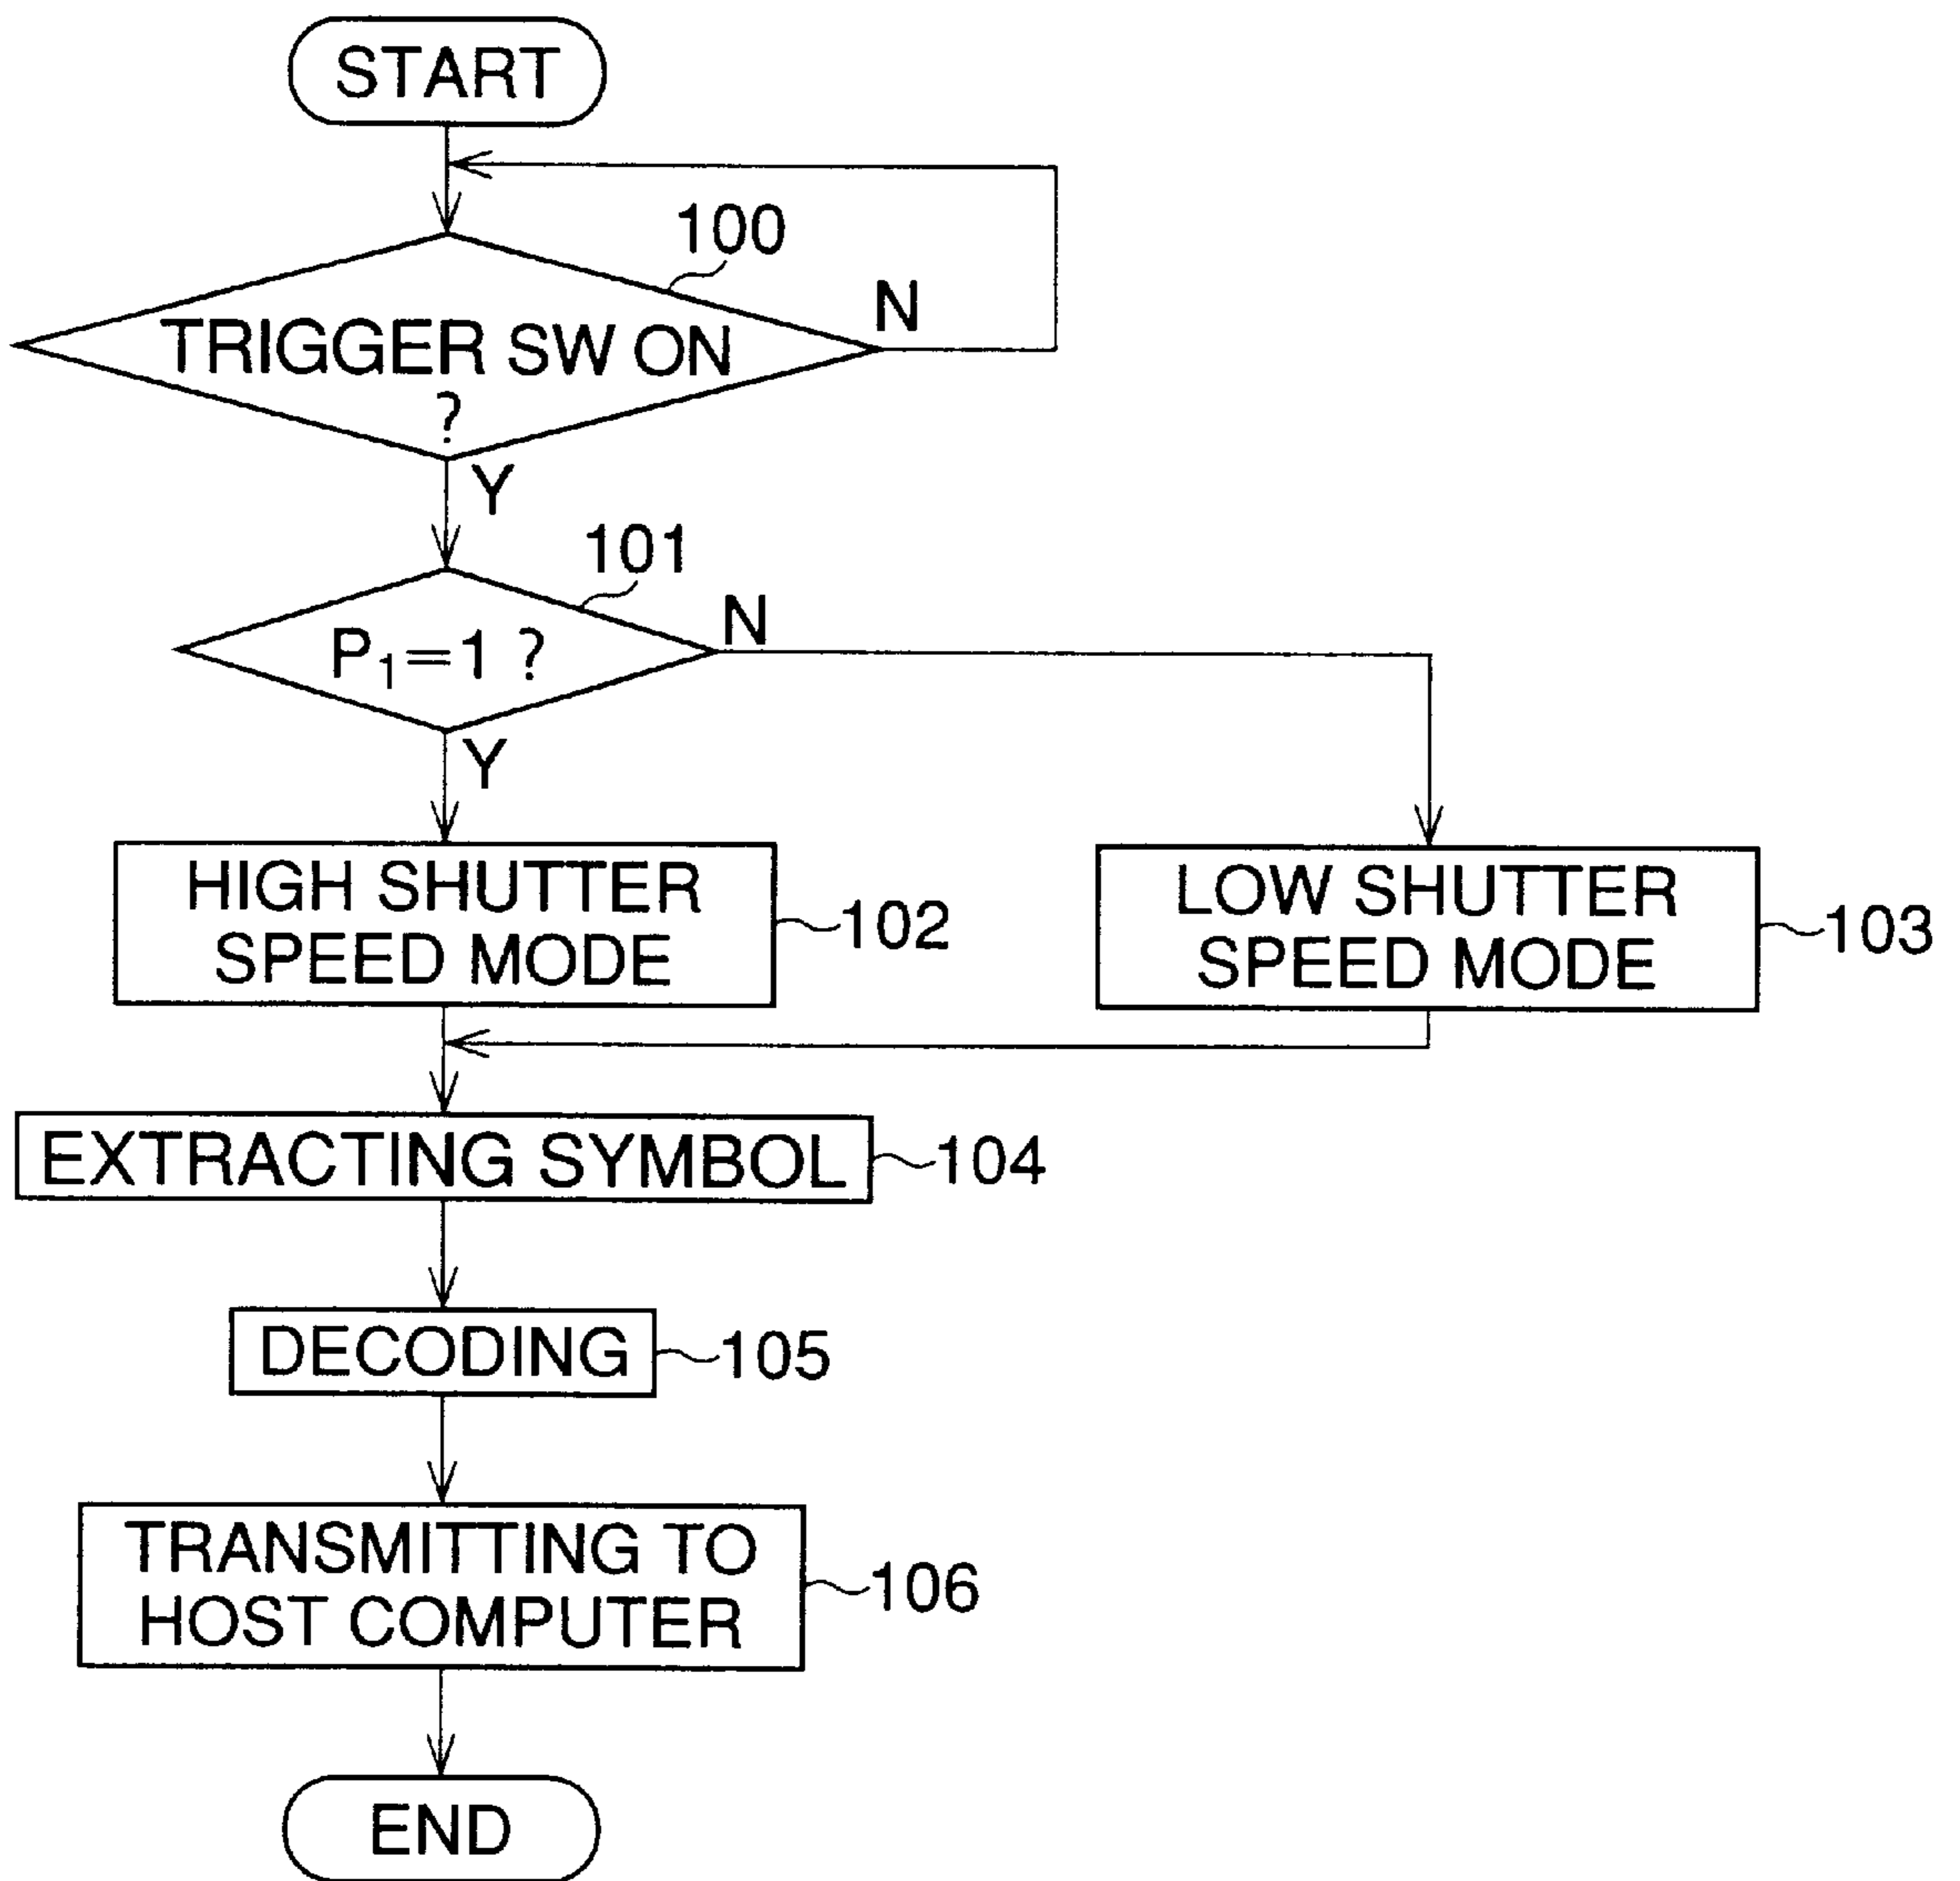 START
100
N
TRIGGER SW ON
?
Y
101
N
P₁=1 ?
Y
HIGH SHUTTER
SPEED MODE
102
LOW SHUTTER
SPEED MODE
103
EXTRACTING SYMBOL
104
DECODING
105
TRANSMITTING TO
HOST COMPUTER
106
END